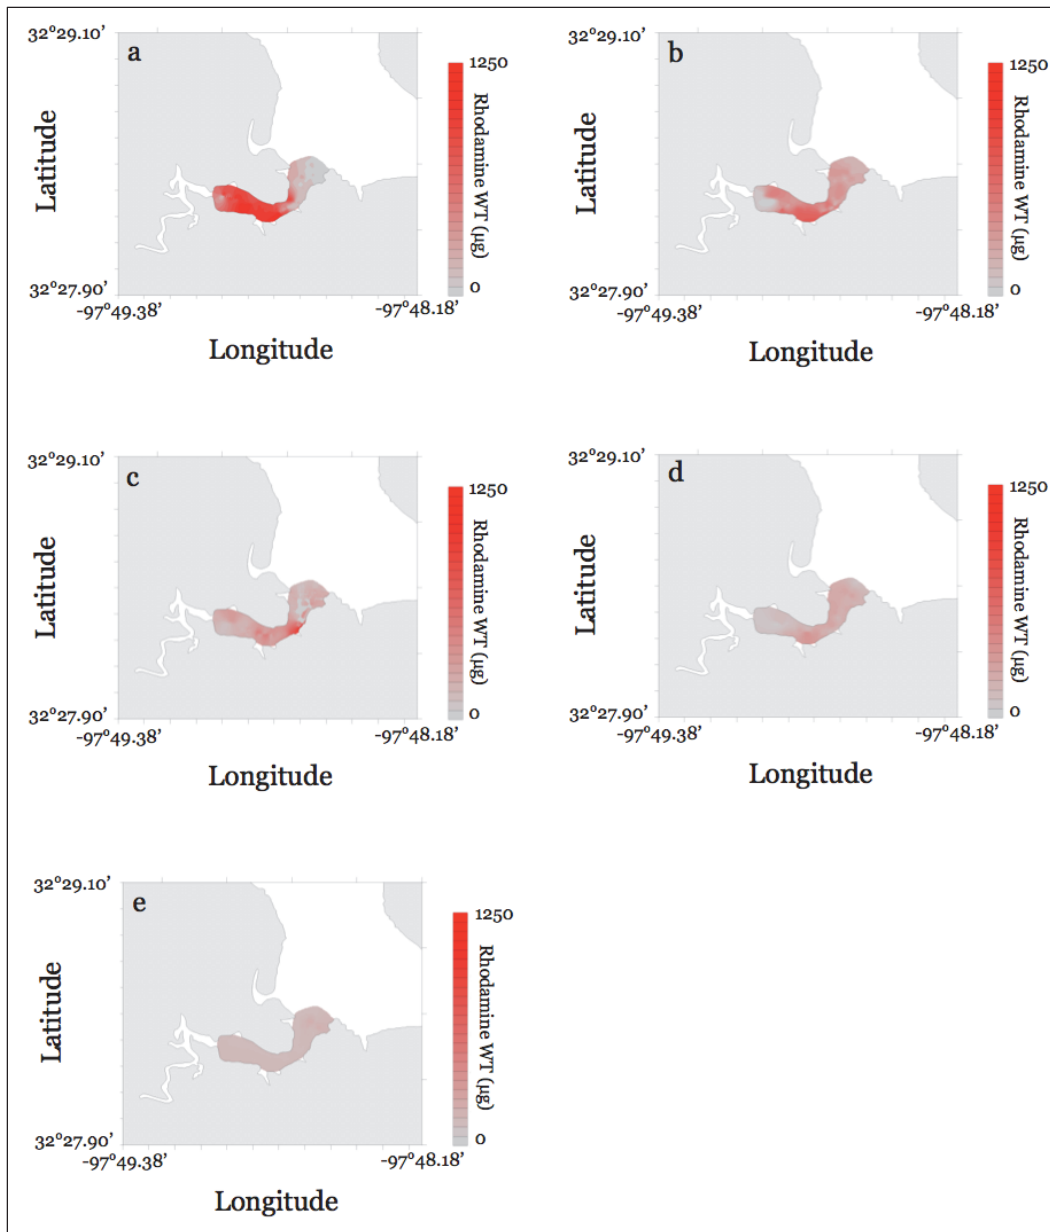 32°29.10'
a
1250
Rhodamine WT (µg)
0
Latitude
32°27.90'
-97°49.38'
-97°48.18'
Longitude
32°29.10'
b
1250
Rhodamine WT (µg)
0
Latitude
32°27.90'
-97°49.38'
-97°48.18'
Longitude
32°29.10'
c
1250
Rhodamine WT (µg)
0
Latitude
32°27.90'
-97°49.38'
-97°48.18'
Longitude
32°29.10'
d
1250
Rhodamine WT (µg)
0
Latitude
32°27.90'
-97°49.38'
-97°48.18'
Longitude
32°29.10'
e
1250
Rhodamine WT (µg)
0
Latitude
32°27.90'
-97°49.38'
-97°48.18'
Longitude